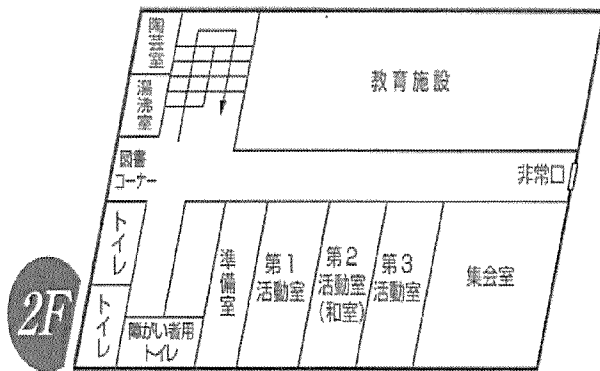 陶芸室
湯沸室
教育施設
図書
コーナー
非常口
トイレ
トイレ
障がい者用
トイレ
準備室
第1
活動室
第2
活動室
(和室)
第3
活動室
集会室
2F